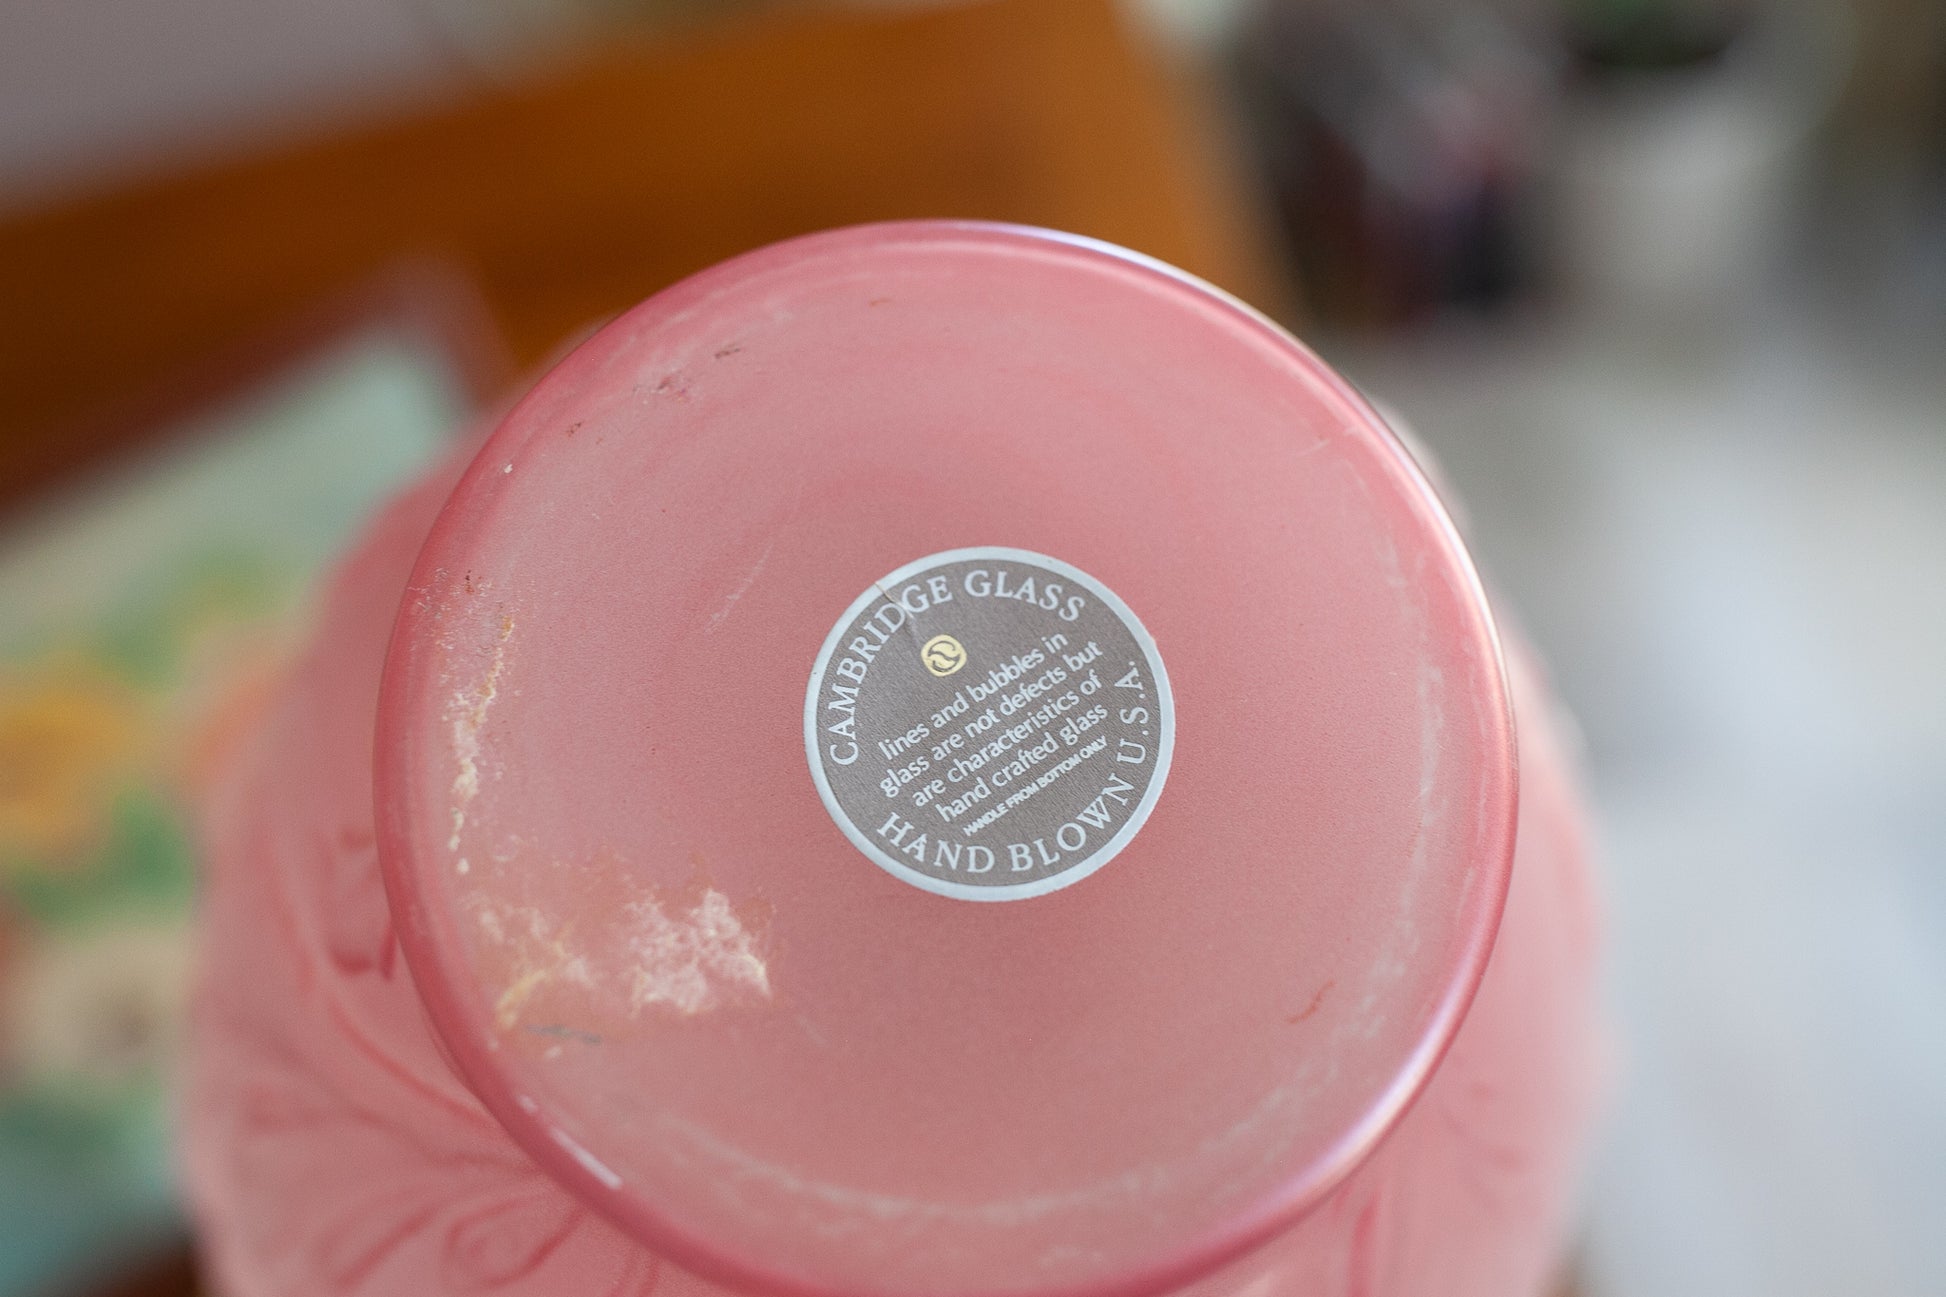 CAMBRIDGE GLASS
lines and bubbles in
glass are not defects but
are characteristics of
hand crafted glass
HANDLE FROM BOTTOM ONLY
HAND BLOWN U.S.A.